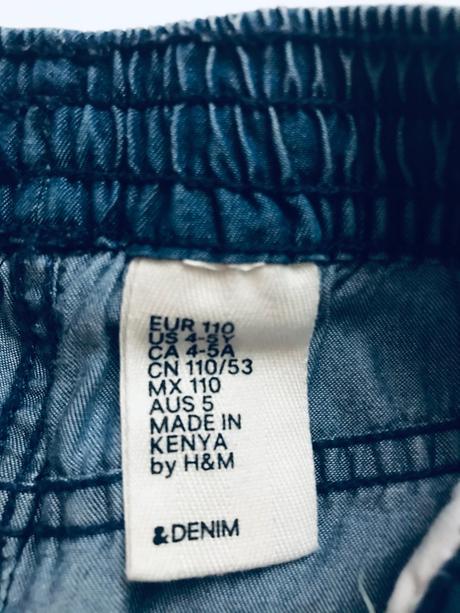 EUR 110
US 4-5Y
CA 4-5A
CN 110/53
MX 110
AUS 5
MADE IN
KENYA
by H&M
&DENIM